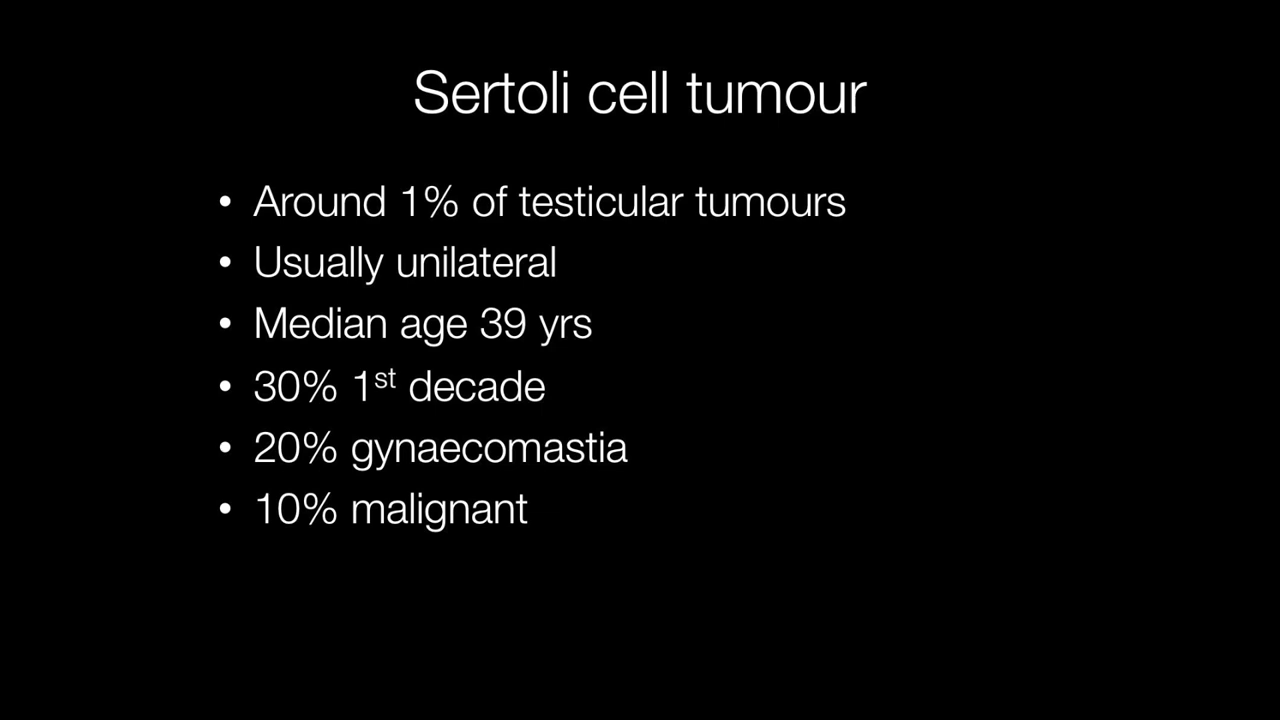 Sertoli cell tumour
• Around 1% of testicular tumours
• Usually unilateral
• Median age 39 yrs
• 30% 1st decade
• 20% gynaecomastia
• 10% malignant